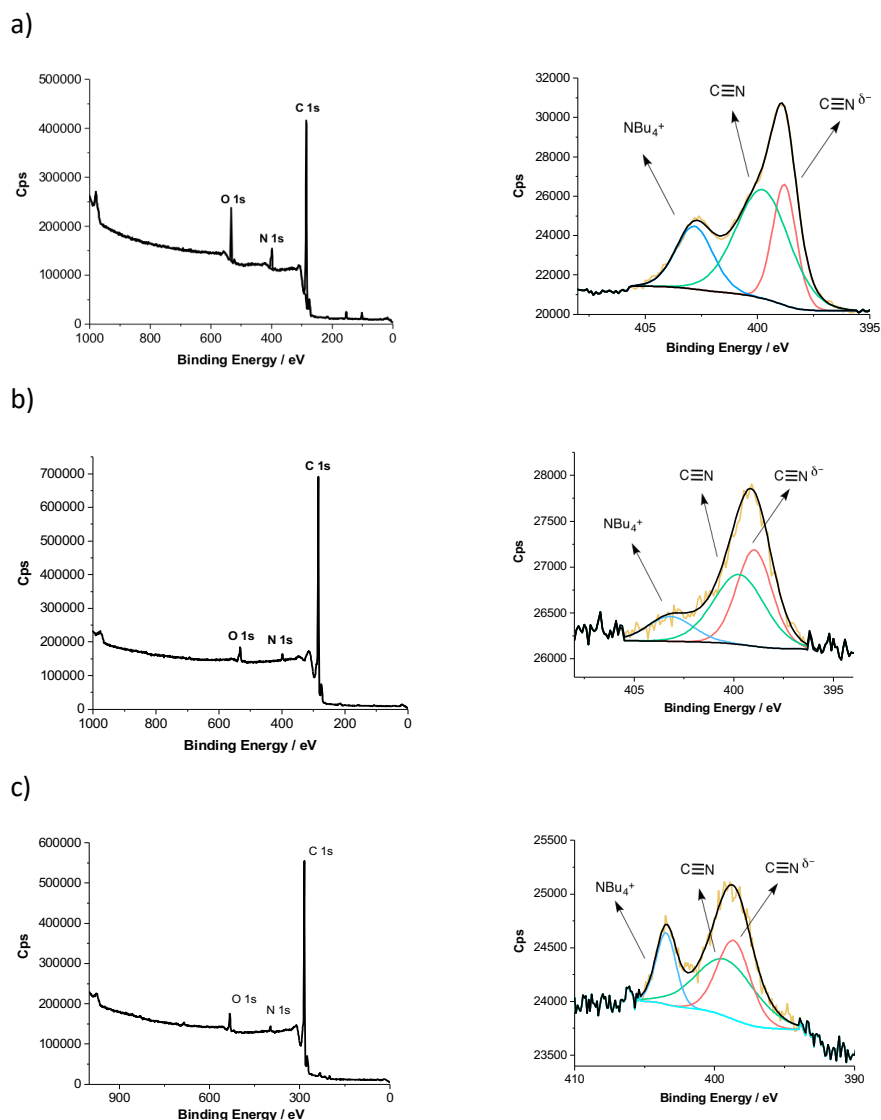 a)
500000
400000
300000
200000
100000
0
Cps
C 1s
O 1s
N 1s
1000 800 600 400 200 0
Binding Energy / eV
32000
30000
28000
26000
24000
22000
20000
Cps
NBu₄⁺
C≡N
C≡N δ−
405 400 395
Binding Energy / eV
b)
700000
600000
500000
400000
300000
200000
100000
0
Cps
C 1s
O 1s
N 1s
1000 800 600 400 200 0
Binding Energy / eV
28000
27500
27000
26500
26000
Cps
NBu₄⁺
C≡N
C≡N δ−
405 400 395
Binding Energy / eV
c)
600000
500000
400000
300000
200000
100000
0
Cps
C 1s
O 1s
N 1s
900 600 300 0
Binding Energy / eV
25500
25000
24500
24000
23500
Cps
NBu₄⁺
C≡N
C≡N δ−
410 400 390
Binding Energy / eV